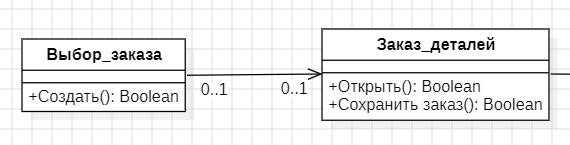 Выбор_заказа
+Создать(): Boolean
0..1
0..1
Заказ_деталей
+Открыть(): Boolean
+Сохранить заказ(): Boolean